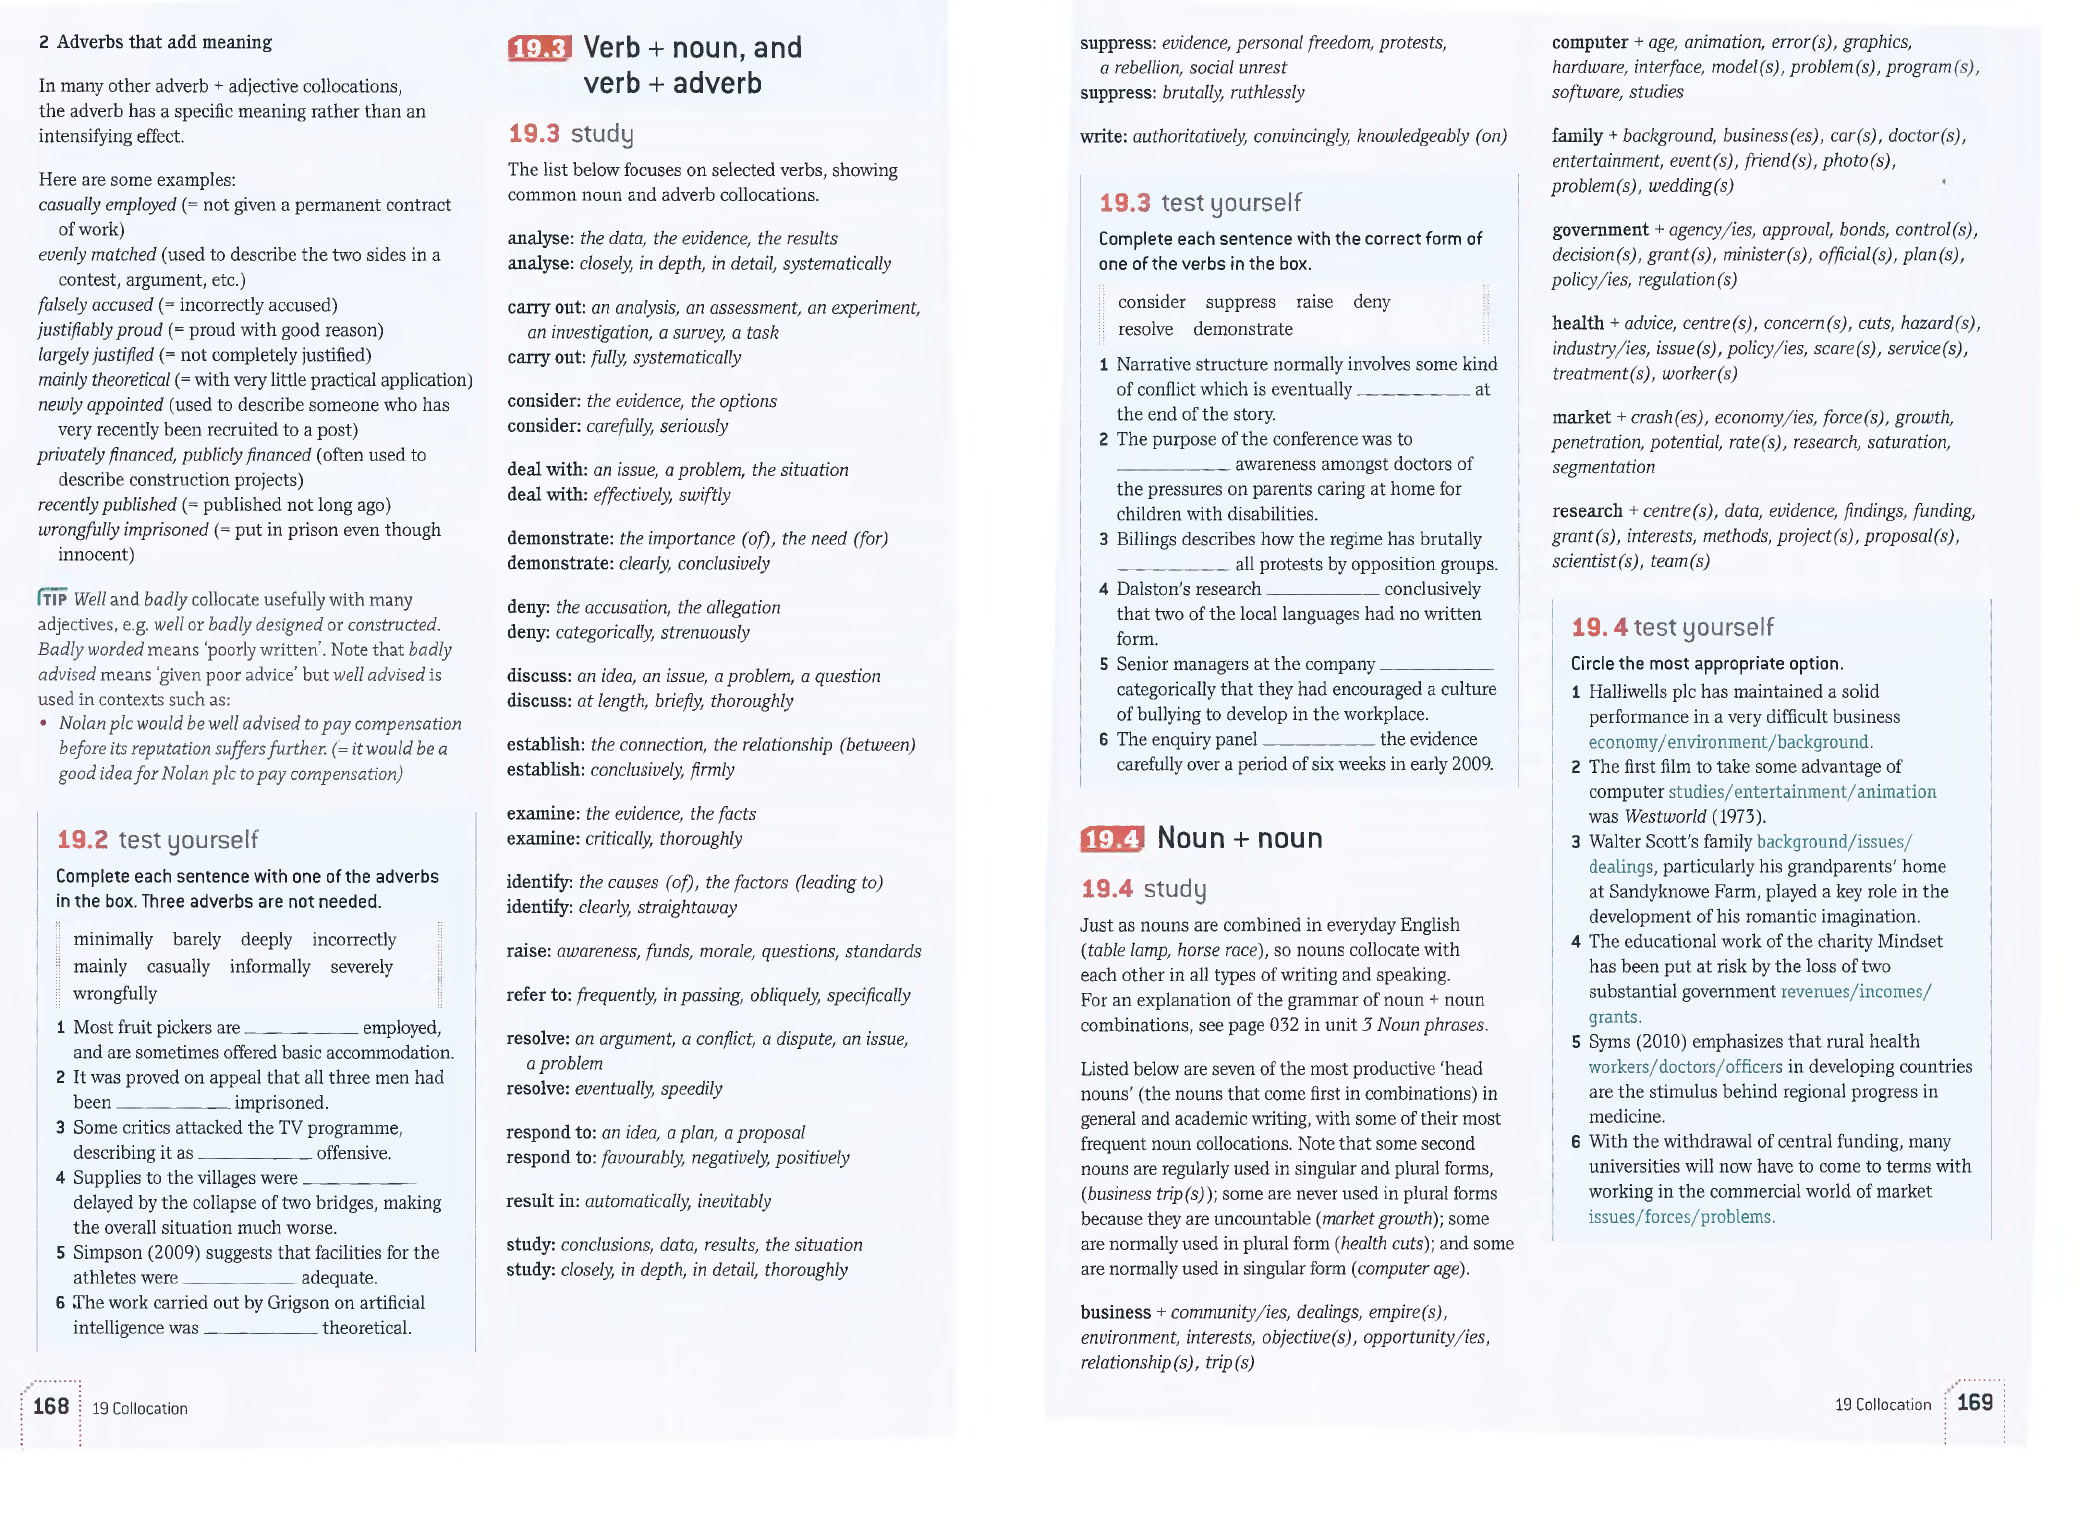 2 Adverbs that add meaning
In many other adverb + adjective collocations,
the adverb has a specific meaning rather than an
intensifying effect.
Here are some examples:
casually employed (= not given a permanent contract
of work)
evenly matched (used to describe the two sides in a
contest, argument, etc.)
falsely accused (= incorrectly accused)
justifiably proud (= proud with good reason)
largely justified (= not completely justified)
mainly theoretical (= with very little practical application)
newly appointed (used to describe someone who has
very recently been recruited to a post)
privately financed, publicly financed (often used to
describe construction projects)
recently published (= published not long ago)
wrongfully imprisoned (= put in prison even though
innocent)
TIP Well and badly collocate usefully with many
adjectives, e.g. well or badly designed or constructed.
Badly worded means ‘poorly written’. Note that badly
advised means ‘given poor advice’ but well advised is
used in contexts such as:
• Nolan plc would be well advised to pay compensation
before its reputation suffers further. (= it would be a
good idea for Nolan plc to pay compensation)
19.2 test yourself
Complete each sentence with one of the adverbs
in the box. Three adverbs are not needed.
minimally barely deeply incorrectly
mainly casually informally severely
wrongfully
1 Most fruit pickers are __________ employed,
and are sometimes offered basic accommodation.
2 It was proved on appeal that all three men had
been __________ imprisoned.
3 Some critics attacked the TV programme,
describing it as __________ offensive.
4 Supplies to the villages were __________
delayed by the collapse of two bridges, making
the overall situation much worse.
5 Simpson (2009) suggests that facilities for the
athletes were __________ adequate.
6 The work carried out by Grigson on artificial
intelligence was __________ theoretical.
168 19 Collocation
19.3 Verb + noun, and
verb + adverb
19.3 study
The list below focuses on selected verbs, showing
common noun and adverb collocations.
analyse: the data, the evidence, the results
analyse: closely, in depth, in detail, systematically
carry out: an analysis, an assessment, an experiment,
an investigation, a survey, a task
carry out: fully, systematically
consider: the evidence, the options
consider: carefully, seriously
deal with: an issue, a problem, the situation
deal with: effectively, swiftly
demonstrate: the importance (of), the need (for)
demonstrate: clearly, conclusively
deny: the accusation, the allegation
deny: categorically, strenuously
discuss: an idea, an issue, a problem, a question
discuss: at length, briefly, thoroughly
establish: the connection, the relationship (between)
establish: conclusively, firmly
examine: the evidence, the facts
examine: critically, thoroughly
identify: the causes (of), the factors (leading to)
identify: clearly, straightaway
raise: awareness, funds, morale, questions, standards
refer to: frequently, in passing, obliquely, specifically
resolve: an argument, a conflict, a dispute, an issue,
a problem
resolve: eventually, speedily
respond to: an idea, a plan, a proposal
respond to: favourably, negatively, positively
result in: automatically, inevitably
study: conclusions, data, results, the situation
study: closely, in depth, in detail, thoroughly
suppress: evidence, personal freedom, protests,
a rebellion, social unrest
suppress: brutally, ruthlessly
write: authoritatively, convincingly, knowledgeably (on)
19.3 test yourself
Complete each sentence with the correct form of
one of the verbs in the box.
consider suppress raise deny
resolve demonstrate
1 Narrative structure normally involves some kind
of conflict which is eventually __________ at
the end of the story.
2 The purpose of the conference was to
__________ awareness amongst doctors of
the pressures on parents caring at home for
children with disabilities.
3 Billings describes how the regime has brutally
__________ all protests by opposition groups.
4 Dalston’s research __________ conclusively
that two of the local languages had no written
form.
5 Senior managers at the company __________
categorically that they had encouraged a culture
of bullying to develop in the workplace.
6 The enquiry panel __________ the evidence
carefully over a period of six weeks in early 2009.
19.4 Noun + noun
19.4 study
Just as nouns are combined in everyday English
(table lamp, horse race), so nouns collocate with
each other in all types of writing and speaking.
For an explanation of the grammar of noun + noun
combinations, see page 032 in unit 3 Noun phrases.
Listed below are seven of the most productive ‘head
nouns’ (the nouns that come first in combinations) in
general and academic writing, with some of their most
frequent noun collocations. Note that some second
nouns are regularly used in singular and plural forms,
(business trip(s)); some are never used in plural forms
because they are uncountable (market growth); some
are normally used in plural form (health cuts); and some
are normally used in singular form (computer age).
business + community/ies, dealings, empire(s),
environment, interests, objective(s), opportunity/ies,
relationship(s), trip(s)
computer + age, animation, error(s), graphics,
hardware, interface, model(s), problem(s), program(s),
software, studies
family + background, business(es), car(s), doctor(s),
entertainment, event(s), friend(s), photo(s),
problem(s), wedding(s)
government + agency/ies, approval, bonds, control(s),
decision(s), grant(s), minister(s), official(s), plan(s),
policy/ies, regulation(s)
health + advice, centre(s), concern(s), cuts, hazard(s),
industry/ies, issue(s), policy/ies, scare(s), service(s),
treatment(s), worker(s)
market + crash(es), economy/ies, force(s), growth,
penetration, potential, rate(s), research, saturation,
segmentation
research + centre(s), data, evidence, findings, funding,
grant(s), interests, methods, project(s), proposal(s),
scientist(s), team(s)
19.4 test yourself
Circle the most appropriate option.
1 Halliwells plc has maintained a solid
performance in a very difficult business
economy/environment/background.
2 The first film to take some advantage of
computer studies/entertainment/animation
was Westworld (1973).
3 Walter Scott’s family background/issues/
dealings, particularly his grandparents’ home
at Sandyknowe Farm, played a key role in the
development of his romantic imagination.
4 The educational work of the charity Mindset
has been put at risk by the loss of two
substantial government revenues/incomes/
grants.
5 Syms (2010) emphasizes that rural health
workers/doctors/officers in developing countries
are the stimulus behind regional progress in
medicine.
6 With the withdrawal of central funding, many
universities will now have to come to terms with
working in the commercial world of market
issues/forces/problems.
19 Collocation 169